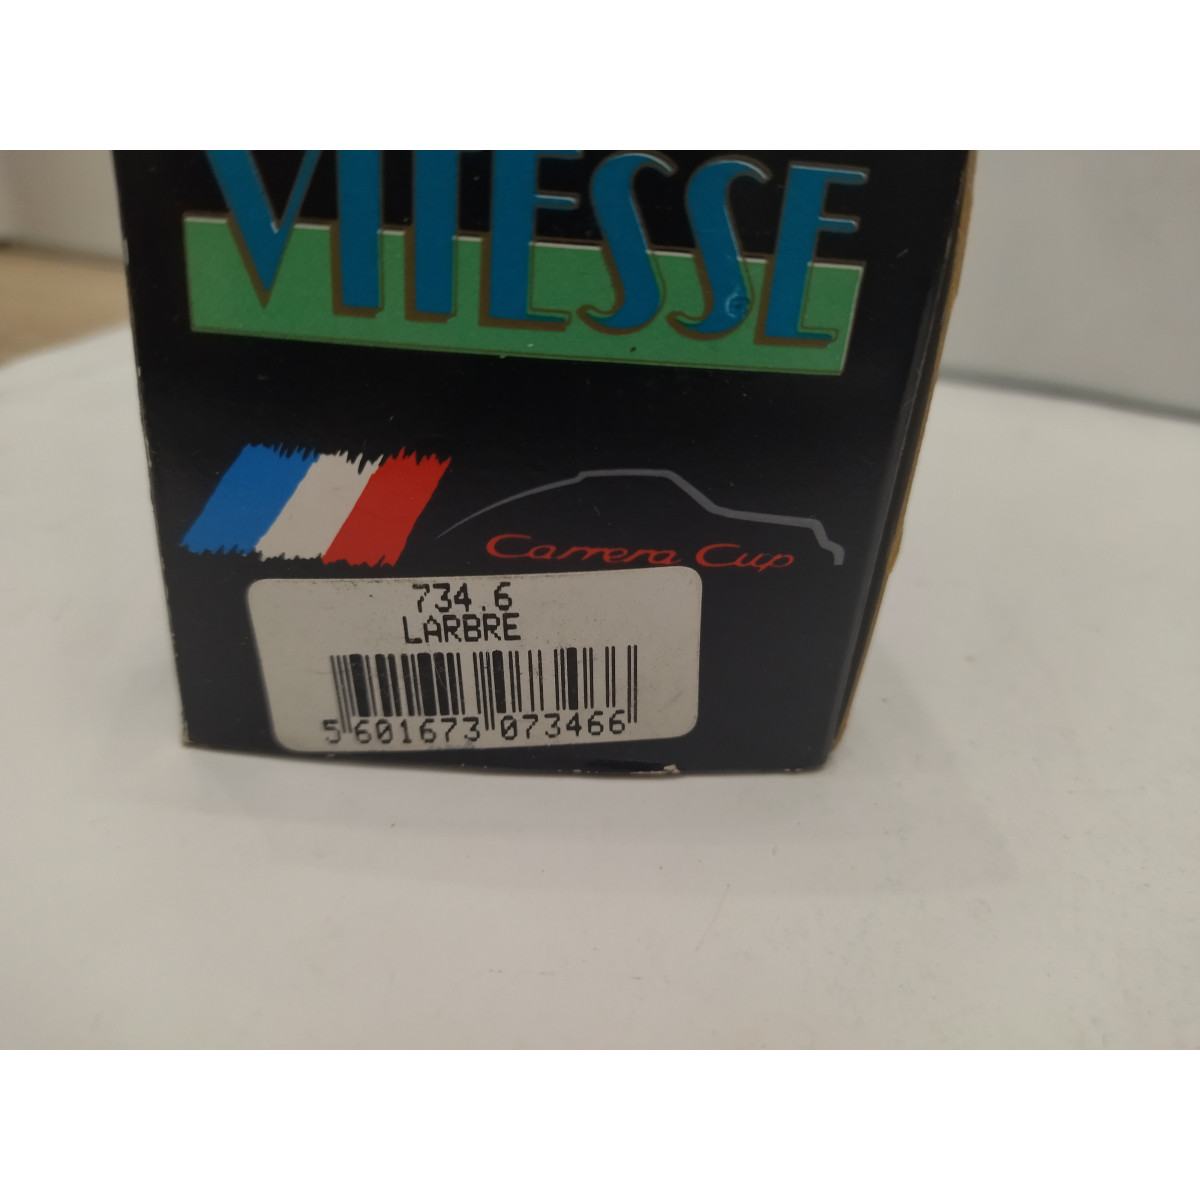 VITESSE
Carrera Cup
734.6
LARBRE
5 601673 073466